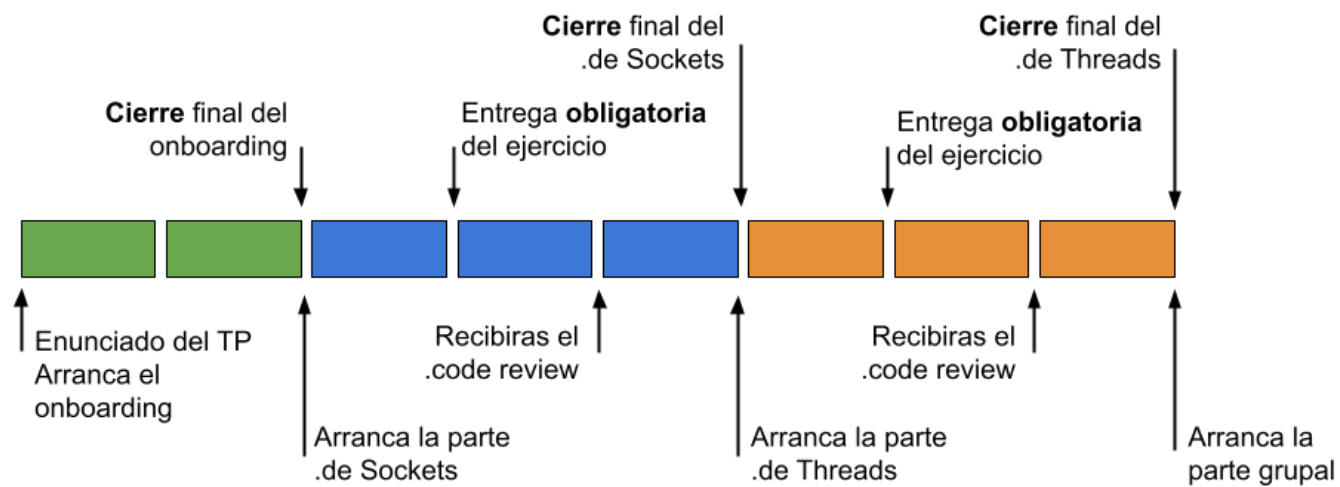 Cierre final del
.de Sockets
Cierre final del
.de Threads
Cierre final del
onboarding
Entrega obligatoria
del ejercicio
Entrega obligatoria
del ejercicio
Enunciado del TP
Arranca el
onboarding
Recibiras el
.code review
Recibiras el
.code review
Arranca la parte
.de Sockets
Arranca la parte
.de Threads
Arranca la
parte grupal